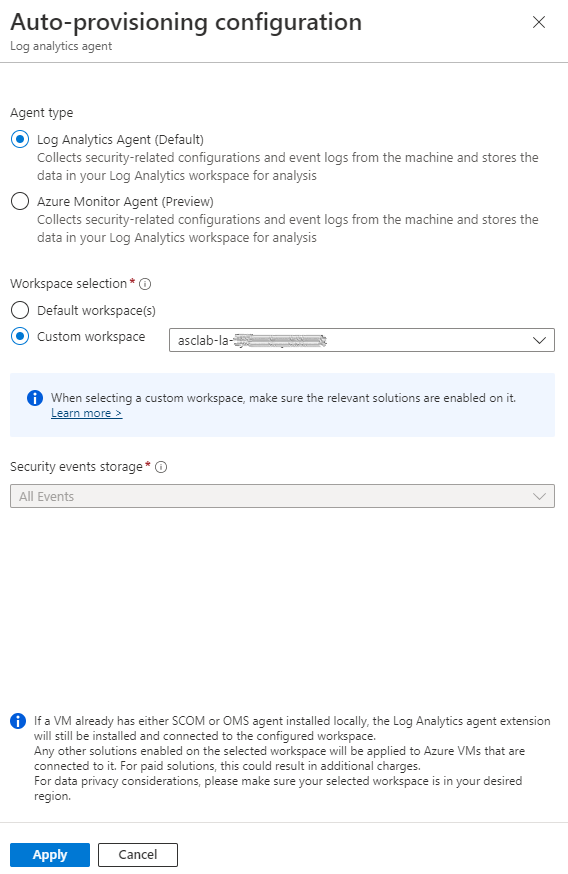 Auto-provisioning configuration
Log analytics agent
Agent type
Log Analytics Agent (Default)
Collects security-related configurations and event logs from the machine and stores the
data in your Log Analytics workspace for analysis
Azure Monitor Agent (Preview)
Collects security-related configurations and event logs from the machine and stores the
data in your Log Analytics workspace for analysis
Workspace selection*
Default workspace(s)
Custom workspace
asclab-la-
When selecting a custom workspace, make sure the relevant solutions are enabled on it.
Learn more >
Security events storage*
All Events
If a VM already has either SCOM or OMS agent installed locally, the Log Analytics agent extension
will still be installed and connected to the configured workspace.
Any other solutions enabled on the selected workspace will be applied to Azure VMs that are
connected to it. For paid solutions, this could result in additional charges.
For data privacy considerations, please make sure your selected workspace is in your desired
region.
Apply
Cancel